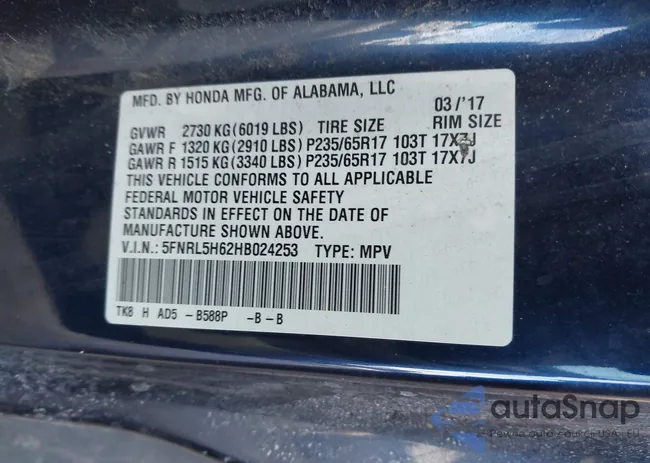 MFD. BY HONDA MFG. OF ALABAMA, LLC
03 /'17
GVWR 2730 KG (6019 LBS) TIRE SIZE RIM SIZE
GAWR F 1320 KG (2910 LBS) P235/65R17 103T 17X7J
GAWR R 1515 KG (3340 LBS) P235/65R17 103T 17X7J
THIS VEHICLE CONFORMS TO ALL APPLICABLE
FEDERAL MOTOR VEHICLE SAFETY
STANDARDS IN EFFECT ON THE DATE OF
MANUFACTURE SHOWN ABOVE.
V.I.N.: 5FNRL5H62HB024253 TYPE: MPV
TK8 H AD5 -B588P -B-B
autoSnap